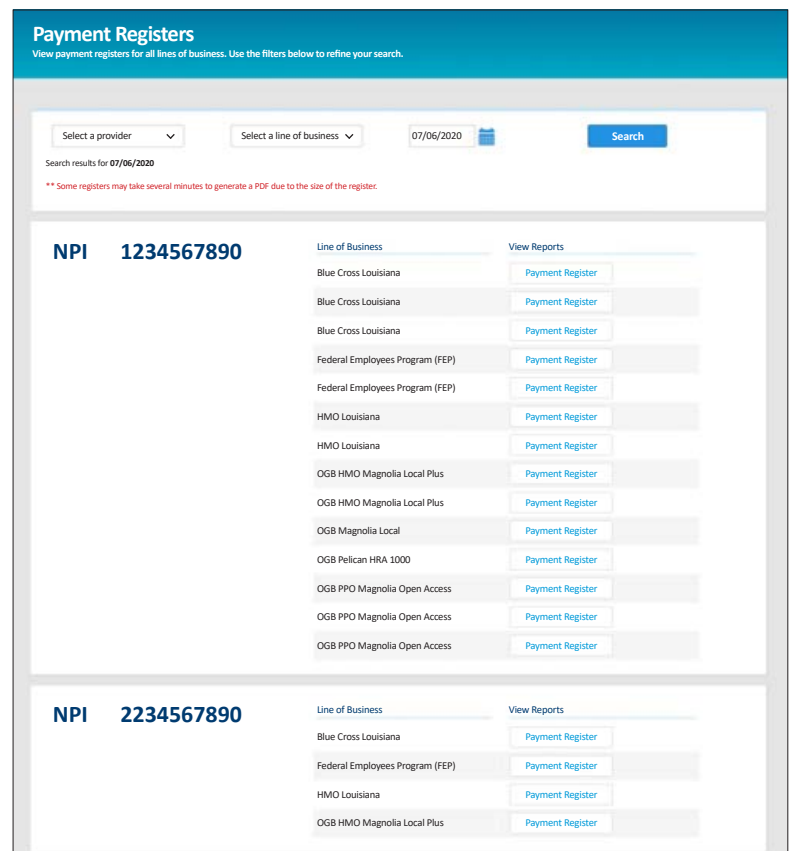 Payment Registers
View payment registers for all lines of business. Use the filters below to refine your search.
Select a provider Select a line of business 07/06/2020 Search
Search results for 07/06/2020
** Some registers may take several minutes to generate a PDF due to the size of the register.
NPI 1234567890 Line of Business View Reports
Blue Cross Louisiana Payment Register
Blue Cross Louisiana Payment Register
Blue Cross Louisiana Payment Register
Federal Employees Program (FEP) Payment Register
Federal Employees Program (FEP) Payment Register
HMO Louisiana Payment Register
HMO Louisiana Payment Register
OGB HMO Magnolia Local Plus Payment Register
OGB HMO Magnolia Local Plus Payment Register
OGB Magnolia Local Payment Register
OGB Pelican HRA 1000 Payment Register
OGB PPO Magnolia Open Access Payment Register
OGB PPO Magnolia Open Access Payment Register
OGB PPO Magnolia Open Access Payment Register
NPI 2234567890 Line of Business View Reports
Blue Cross Louisiana Payment Register
Federal Employees Program (FEP) Payment Register
HMO Louisiana Payment Register
OGB HMO Magnolia Local Plus Payment Register